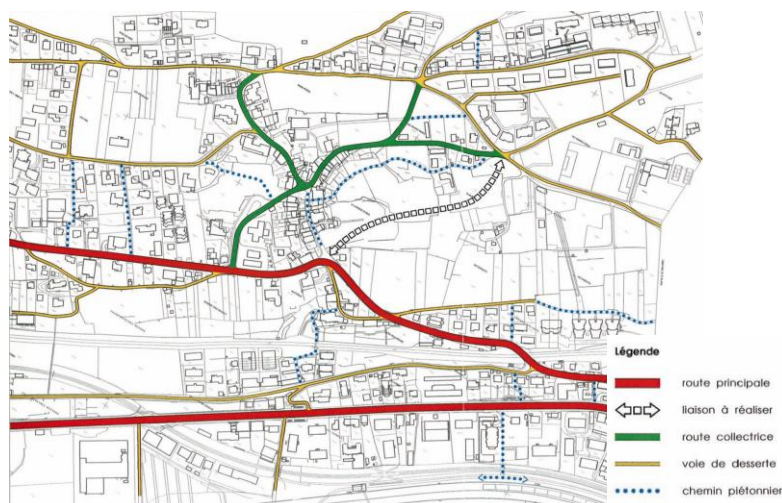 Légende
route principale
liaison à réaliser
route collectrice
voie de desserte
chemin piétonnier